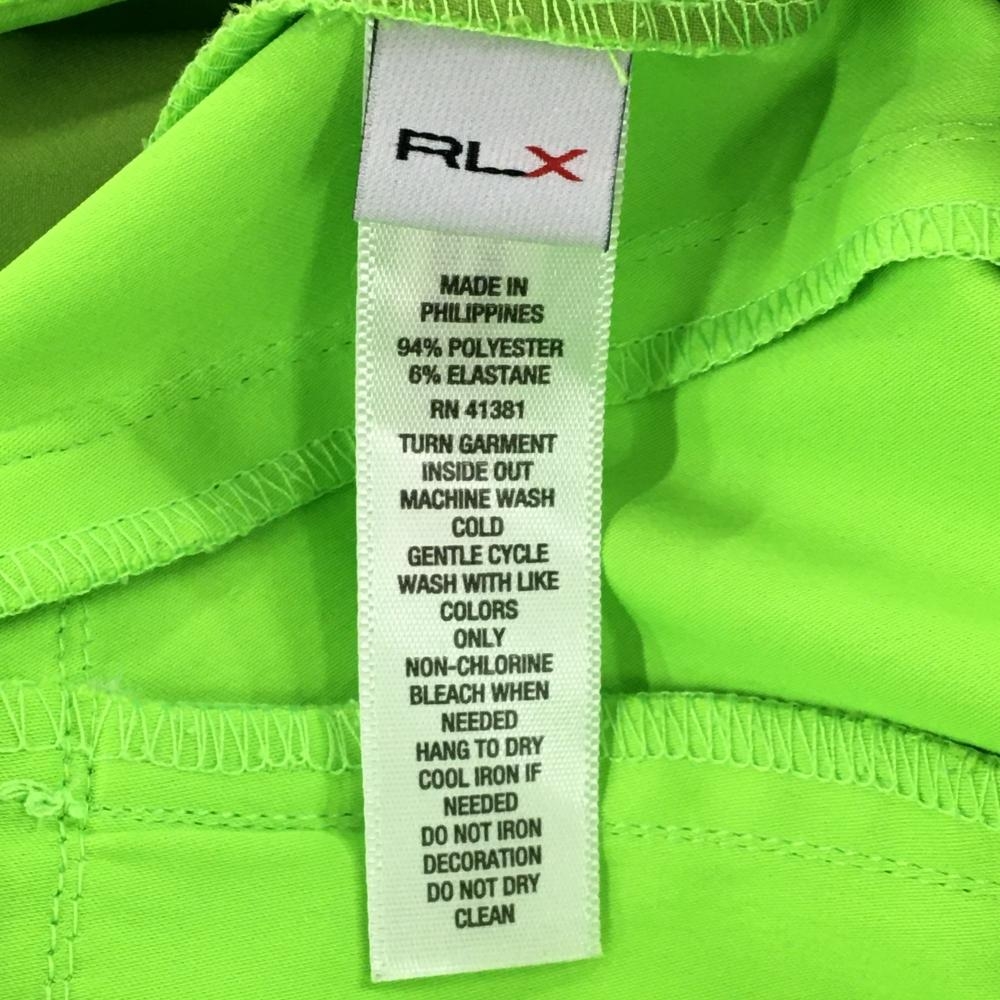 RLX
MADE IN
PHILIPPINES
94% POLYESTER
6% ELASTANE
RN 41381
TURN GARMENT
INSIDE OUT
MACHINE WASH
COLD
GENTLE CYCLE
WASH WITH LIKE
COLORS
ONLY
NON-CHLORINE
BLEACH WHEN
NEEDED
HANG TO DRY
COOL IRON IF
NEEDED
DO NOT IRON
DECORATION
DO NOT DRY
CLEAN